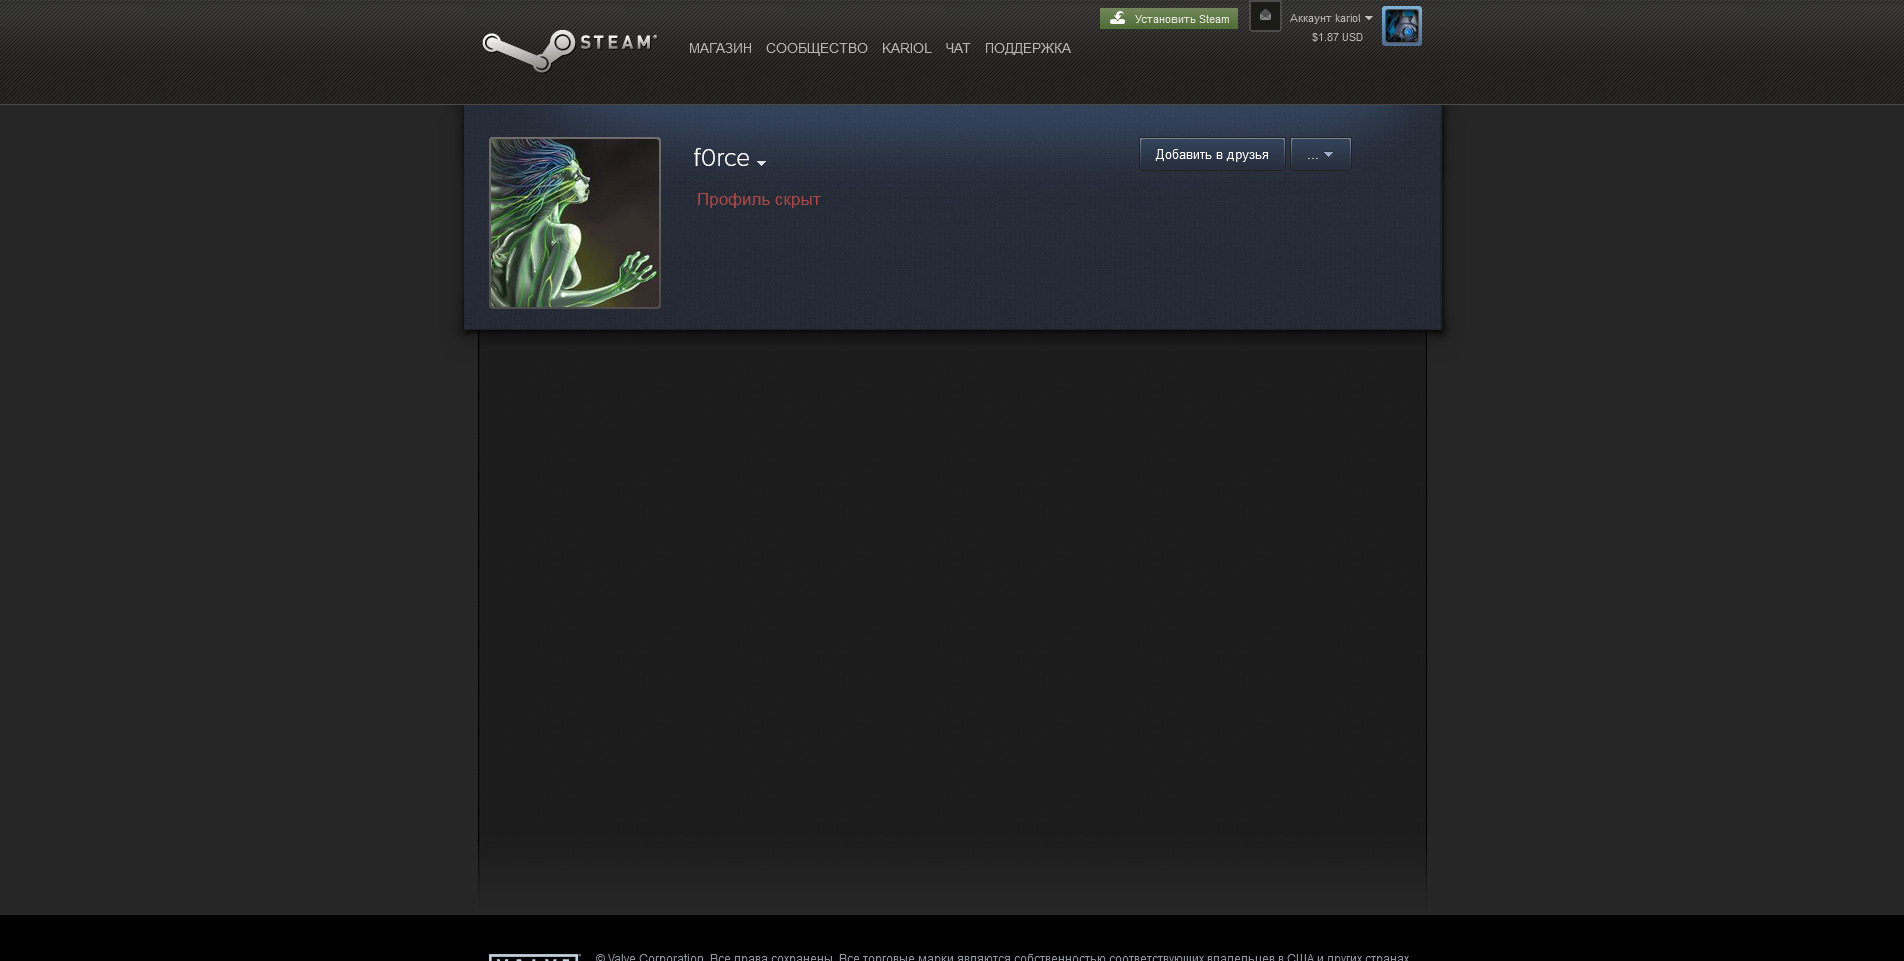 Установить Steam
Аккаунт kariol
$1.87 USD
STEAM
МАГАЗИН СООБЩЕСТВО KARIOL ЧАТ ПОДДЕРЖКА
f0rce
Добавить в друзья
...
Профиль скрыт
VALVE
© Valve Corporation. Все права сохранены. Все торговые марки являются собственностью соответствующих владельцев в США и других странах.